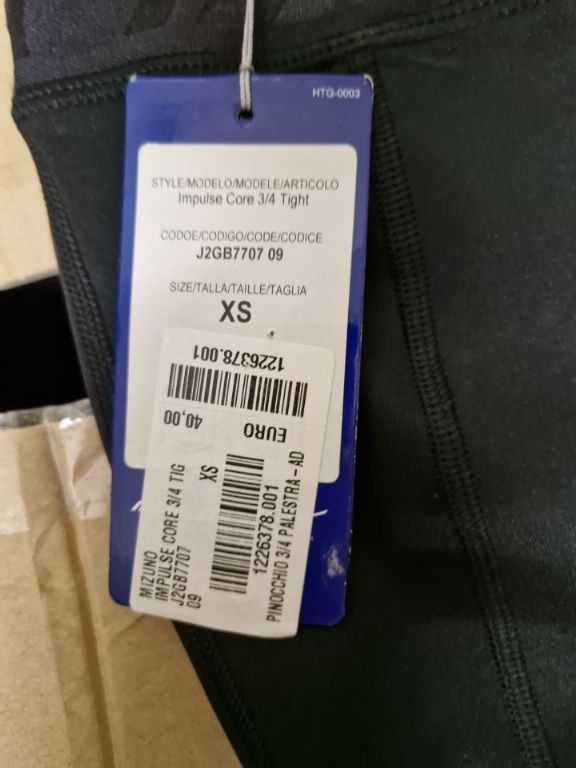 HTG-0003
STYLE/MODELO/MODELE/ARTICOLO
Impulse Core 3/4 Tight
CODOE/CODIGO/CODE/CODICE
J2GB7707 09
SIZE/TALLA/TAILLE/TAGLIA
XS
1226378.001
EURO 40,00
MIZUNO
IMPULSE CORE 3/4 TIG
J2GB7707
09 XS
1226378.001
PINOCCHIO 3/4 PALESTRA-AD